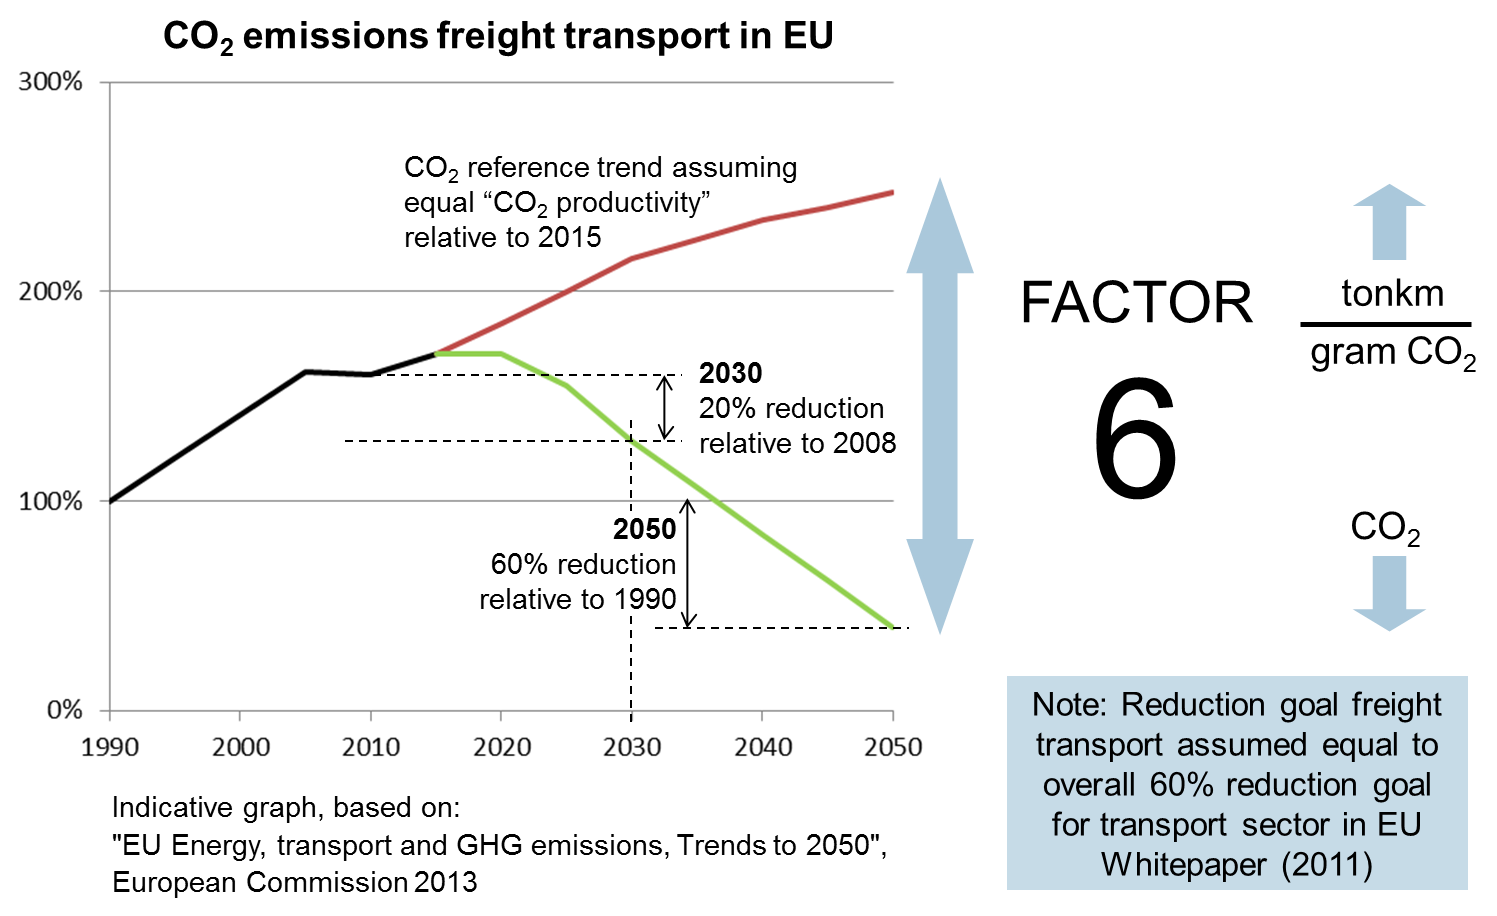 CO₂ emissions freight transport in EU
300%
200%
100%
0%
1990
2000
2010
2020
2030
2040
2050
CO₂ reference trend assuming
equal “CO₂ productivity”
relative to 2015
2030
20% reduction
relative to 2008
2050
60% reduction
relative to 1990
Indicative graph, based on:
"EU Energy, transport and GHG emissions, Trends to 2050",
European Commission 2013
FACTOR
6
tonkm
gram CO₂
CO₂
Note: Reduction goal freight
transport assumed equal to
overall 60% reduction goal
for transport sector in EU
Whitepaper (2011)